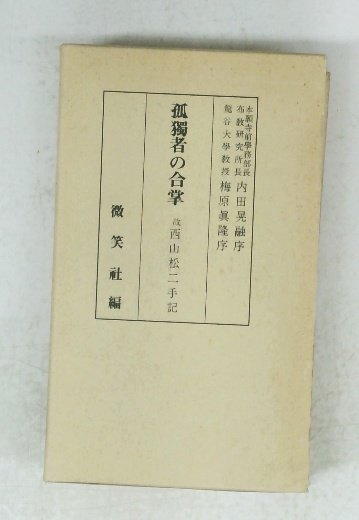 本願寺前學務部長
布教研究所長 内田晃融序
龍谷大學教授 梅原眞隆序
孤獨者の合掌 故西山松二手記
微笑社編